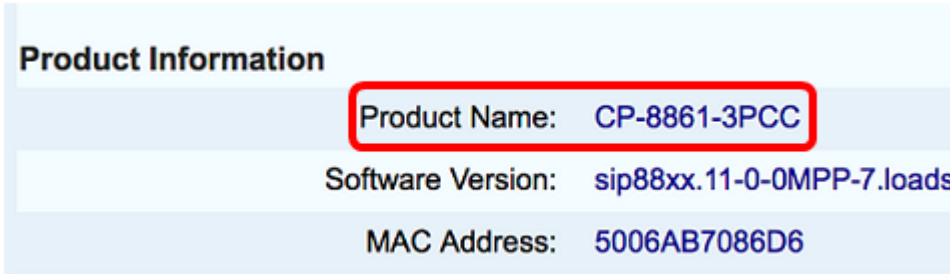 Product Information
Product Name: CP-8861-3PCC
Software Version: sip88xx.11-0-0MPP-7.loads
MAC Address: 5006AB7086D6